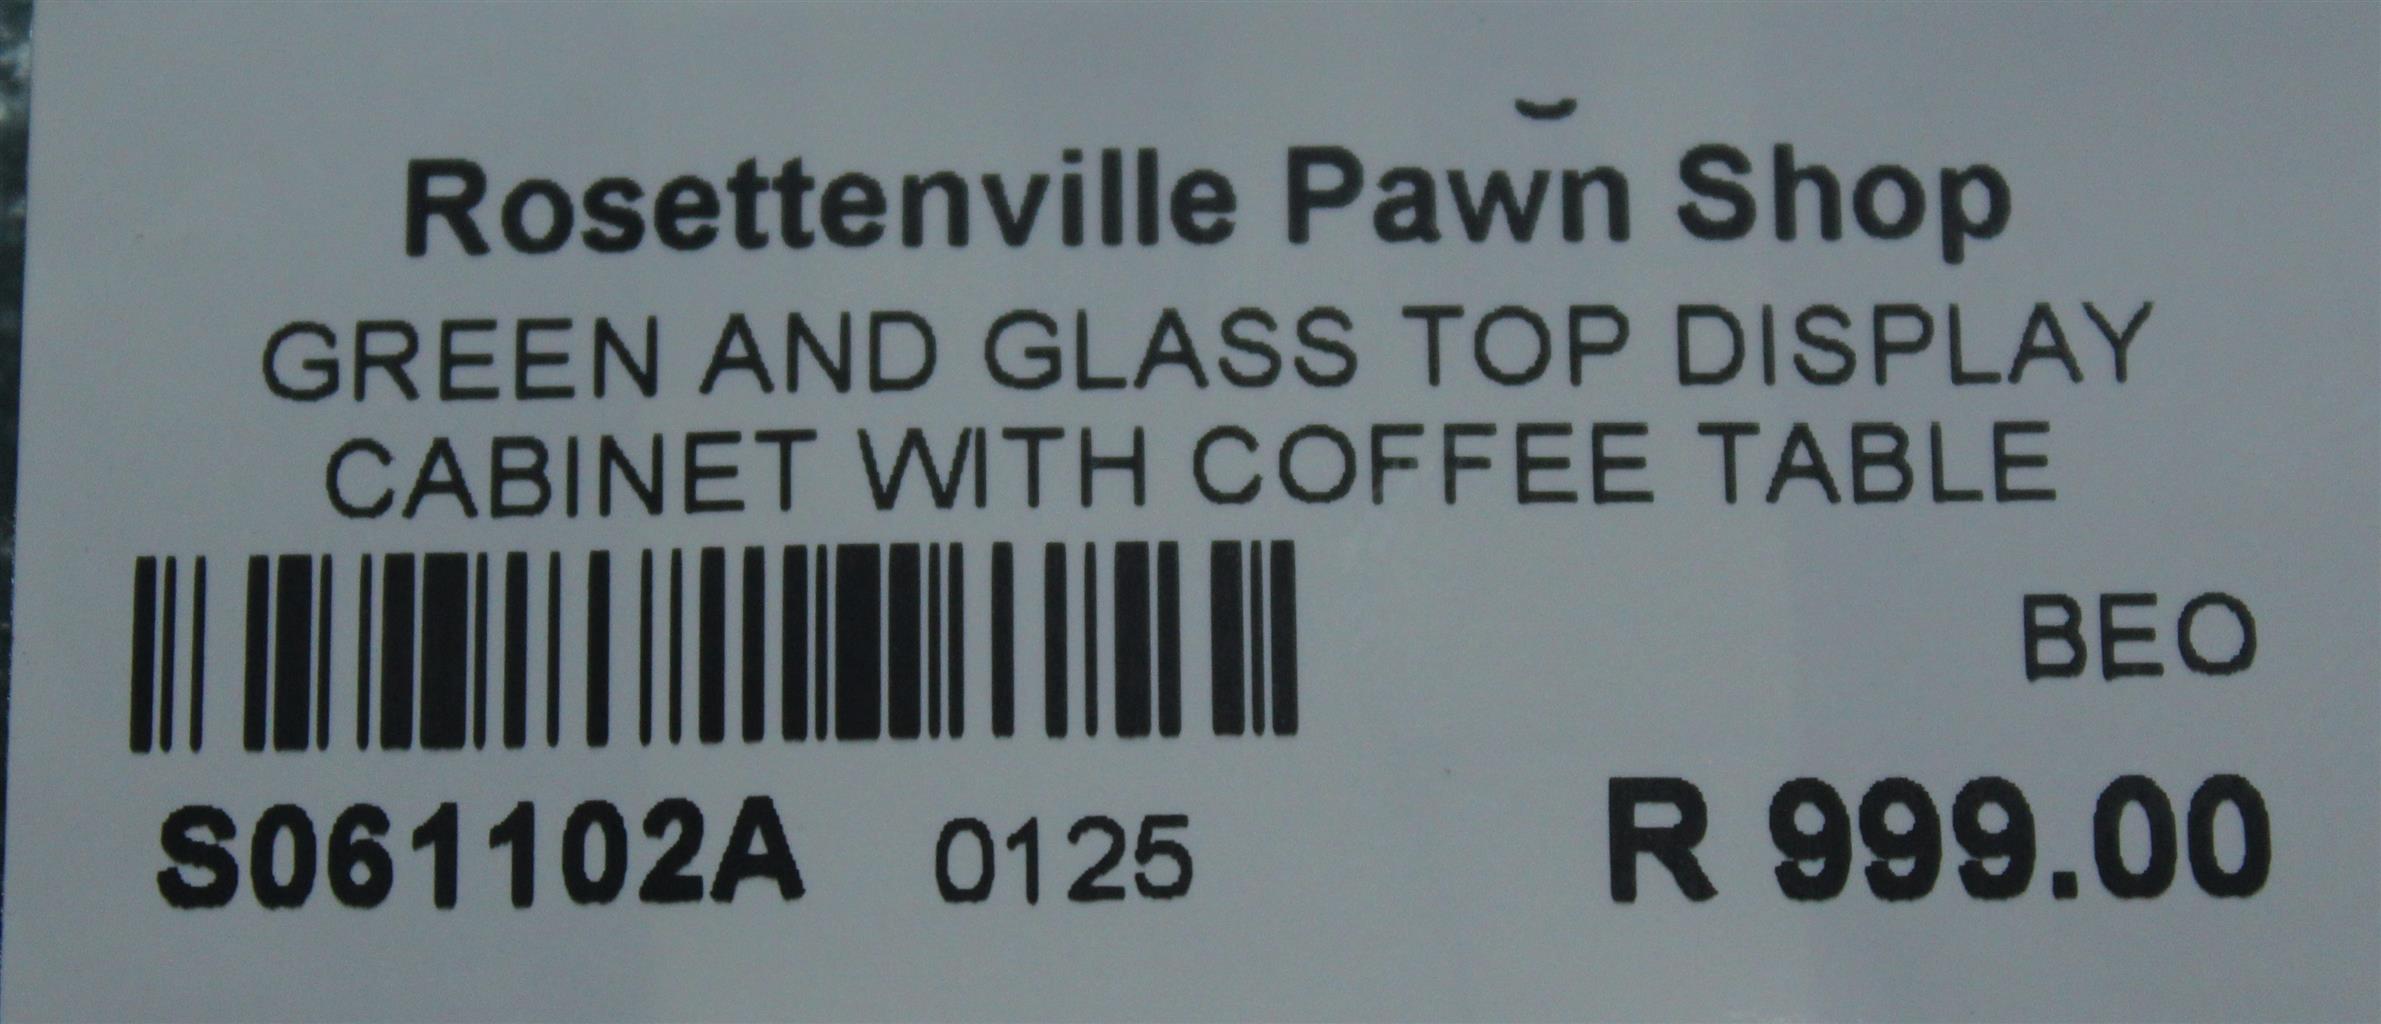 Rosettenville Pawn Shop
GREEN AND GLASS TOP DISPLAY
CABINET WITH COFFEE TABLE
BEO
S061102A 0125 R 999.00